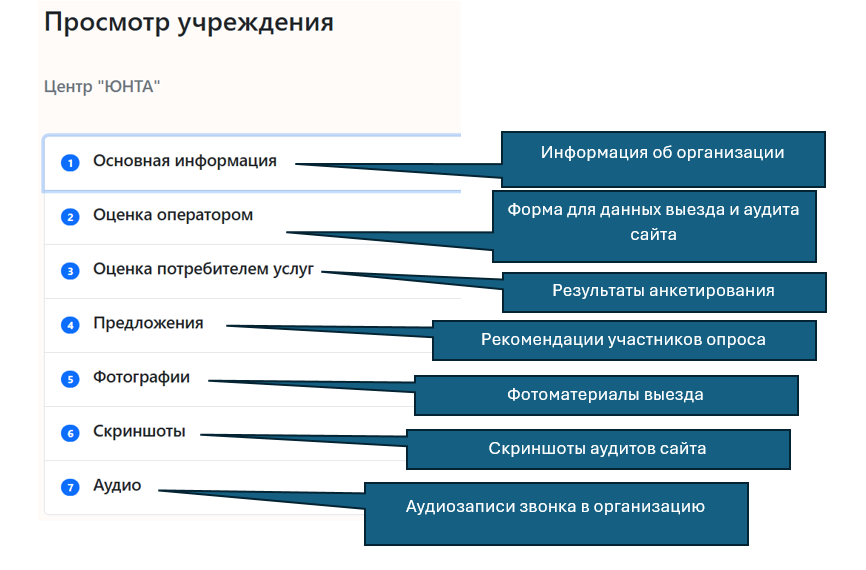 Просмотр учреждения
Центр "ЮНТА"
1 Основная информация
Информация об организации
2 Оценка оператором
Форма для данных выезда и аудита
сайта
3 Оценка потребителем услуг
Результаты анкетирования
4 Предложения
Рекомендации участников опроса
5 Фотографии
Фотоматериалы выезда
6 Скриншоты
Скриншоты аудитов сайта
7 Аудио
Аудиозаписи звонка в организацию